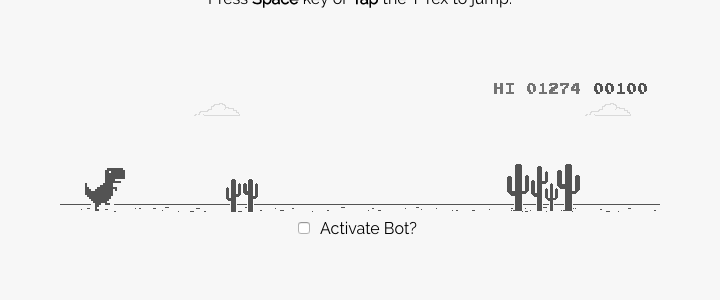 Press Space key or Tap the T-rex to jump.
HI 01274 00100
Activate Bot?